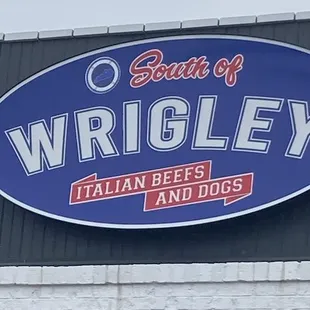 South of
WRIGLEY
ITALIAN BEEFS
AND DOGS